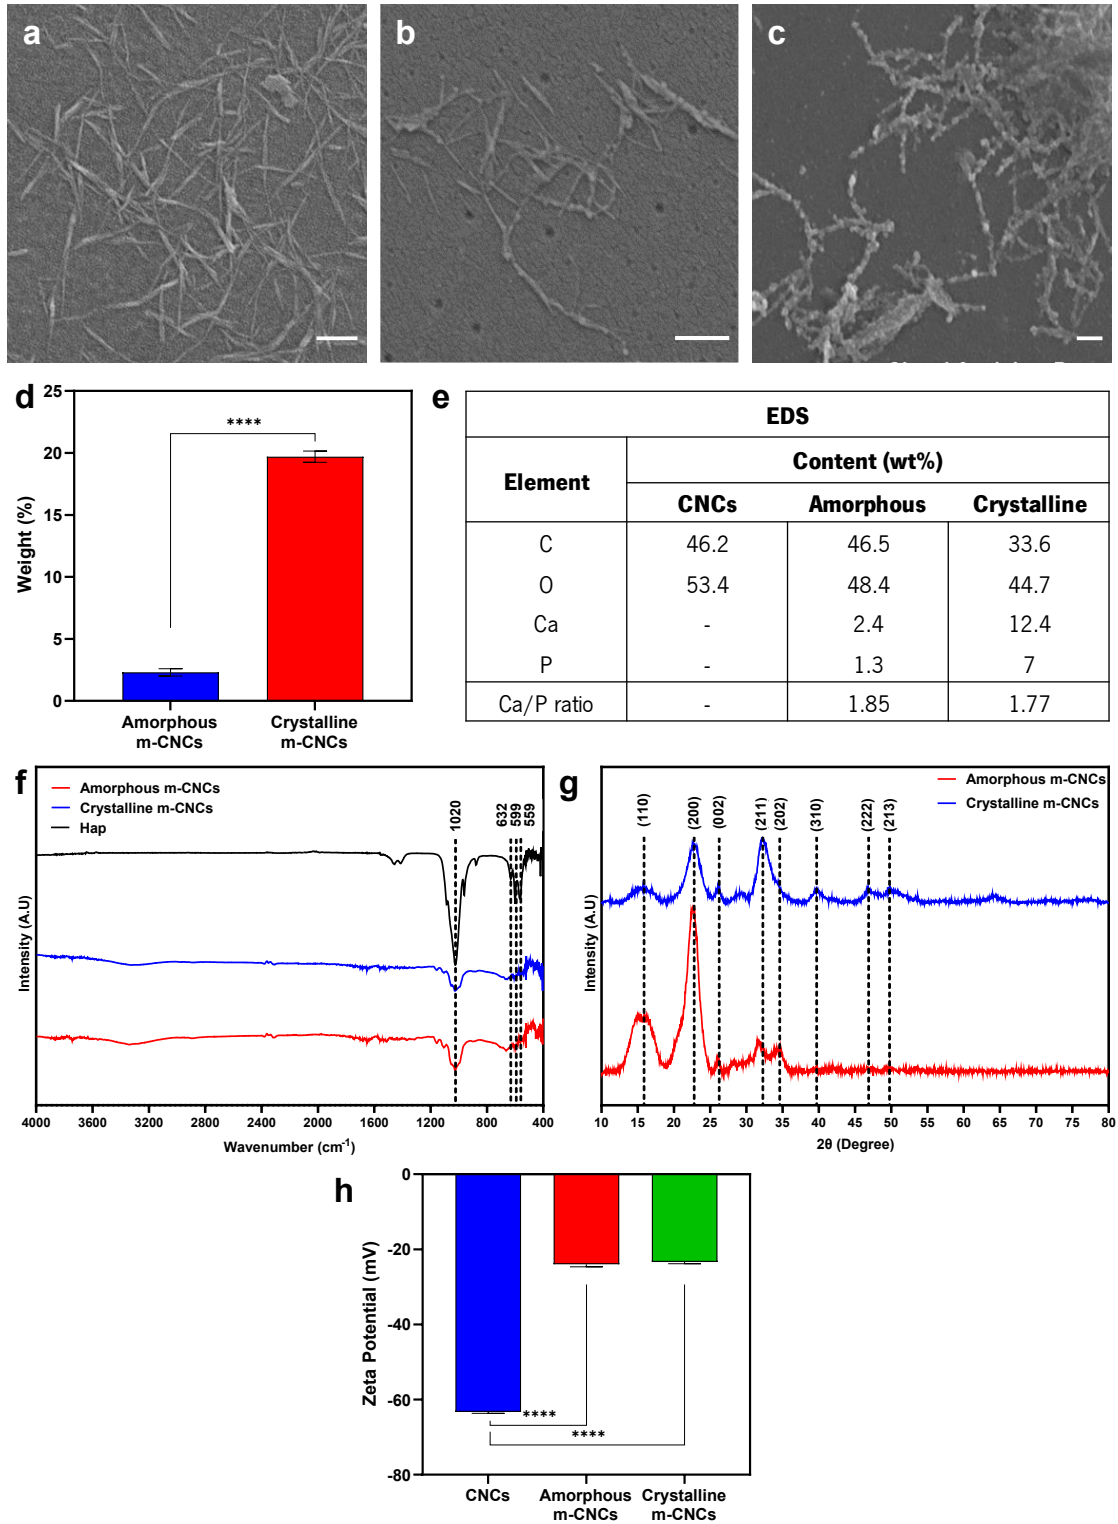 a
b
c
d
25
20
15
10
5
0
Weight (%)
****
Amorphous
m-CNCs
Crystalline
m-CNCs
e
EDS
Element
Content (wt%)
CNCs Amorphous Crystalline
C 46.2 46.5 33.6
O 53.4 48.4 44.7
Ca - 2.4 12.4
P - 1.3 7
Ca/P ratio - 1.85 1.77
f
Amorphous m-CNCs
Crystalline m-CNCs
Hap
1020
632
599
559
Intensity (A.U)
4000 3600 3200 2800 2400 2000 1600 1200 800 400
Wavenumber (cm-1)
g
Amorphous m-CNCs
Crystalline m-CNCs
(110)
(200)
(002)
(211)
(202)
(310)
(222)
(213)
Intensity (A.U)
10 15 20 25 30 35 40 45 50 55 60 65 70 75 80
2θ (Degree)
h
0
-20
-40
-60
-80
Zeta Potential (mV)
****
****
CNCs
Amorphous
m-CNCs
Crystalline
m-CNCs